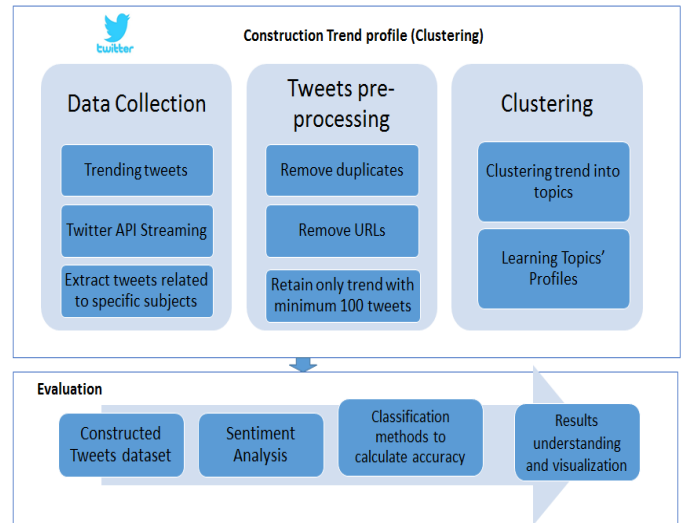 twitter
Construction Trend profile (Clustering)
Data Collection
Trending tweets
Twitter API Streaming
Extract tweets related
to specific subjects
Tweets pre-
processing
Remove duplicates
Remove URLs
Retain only trend with
minimum 100 tweets
Clustering
Clustering trend into
topics
Learning Topics'
Profiles
Evaluation
Constructed
Tweets dataset
Sentiment
Analysis
Classification
methods to
calculate accuracy
Results
understanding
and visualization